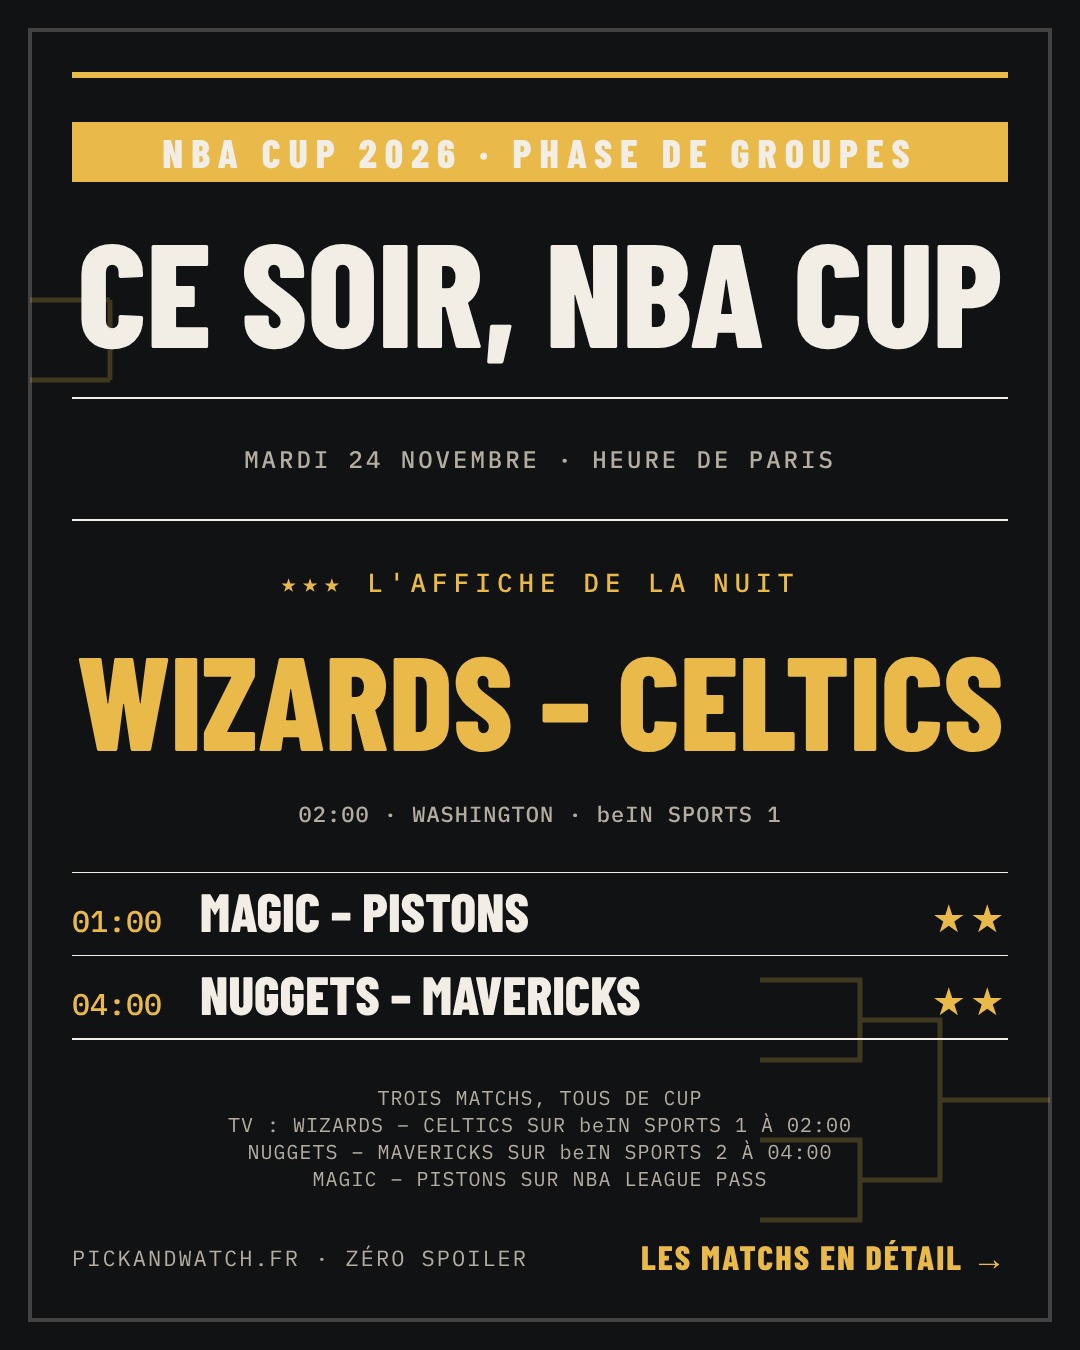 NBA CUP 2026 · PHASE DE GROUPES
CE SOIR, NBA CUP
MARDI 24 NOVEMBRE · HEURE DE PARIS
★★★ L'AFFICHE DE LA NUIT
WIZARDS – CELTICS
02:00 · WASHINGTON · beIN SPORTS 1
01:00 MAGIC – PISTONS ★★
04:00 NUGGETS – MAVERICKS ★★
TROIS MATCHS, TOUS DE CUP
TV : WIZARDS – CELTICS SUR beIN SPORTS 1 À 02:00
NUGGETS – MAVERICKS SUR beIN SPORTS 2 À 04:00
MAGIC – PISTONS SUR NBA LEAGUE PASS
PICKANDWATCH.FR · ZÉRO SPOILER
LES MATCHS EN DÉTAIL →